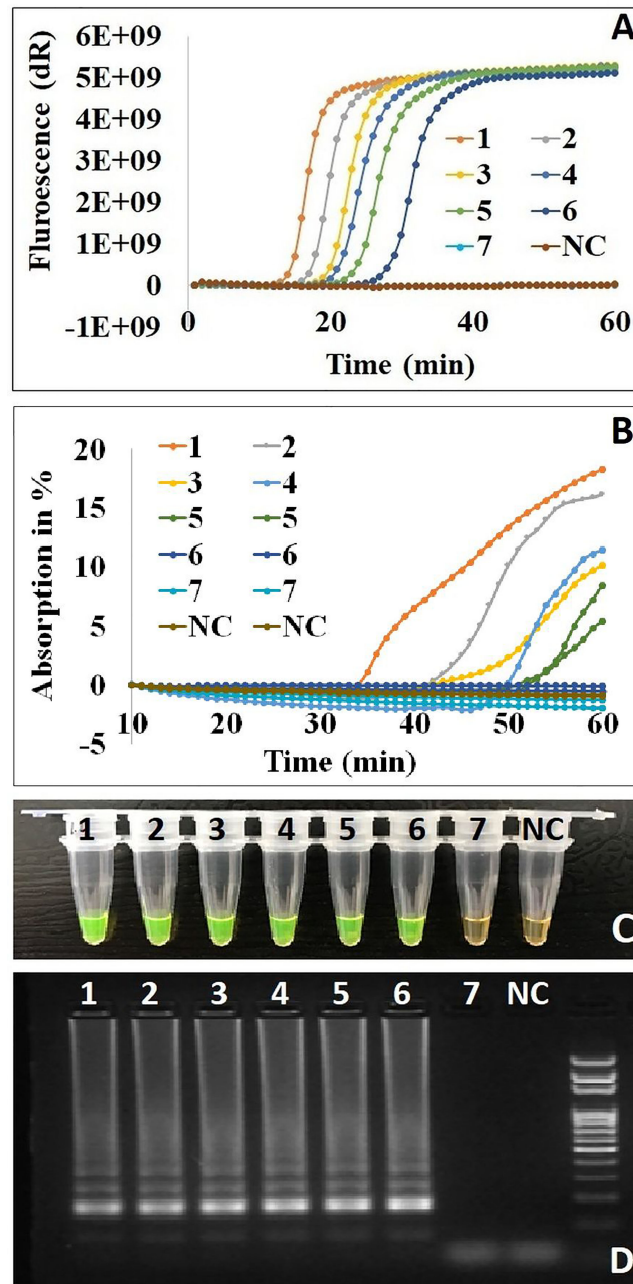 A
Fluroescence (dR)
6E+09
5E+09
4E+09
3E+09
2E+09
1E+09
0
-1E+09
1 2
3 4
5 6
7 NC
0 20 40 60
Time (min)
B
Absorption in %
20
15
10
5
0
-5
1 2
3 4
5 5
6 6
7 7
NC NC
10 20 30 40 50 60
Time (min)
1 2 3 4 5 6 7 NC
C
1 2 3 4 5 6 7 NC
D